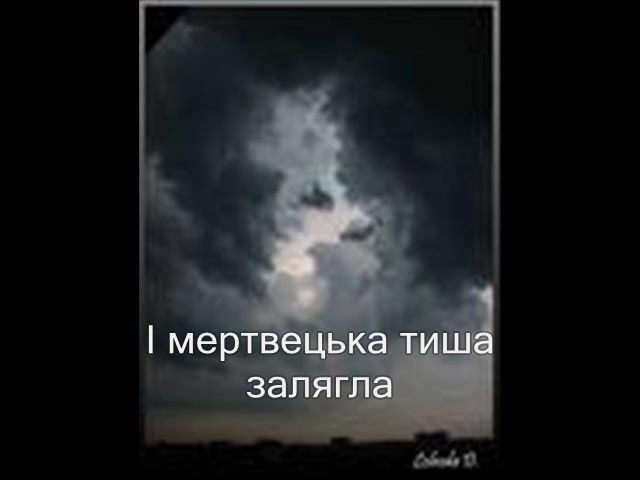 І мертвецька тиша
залягла